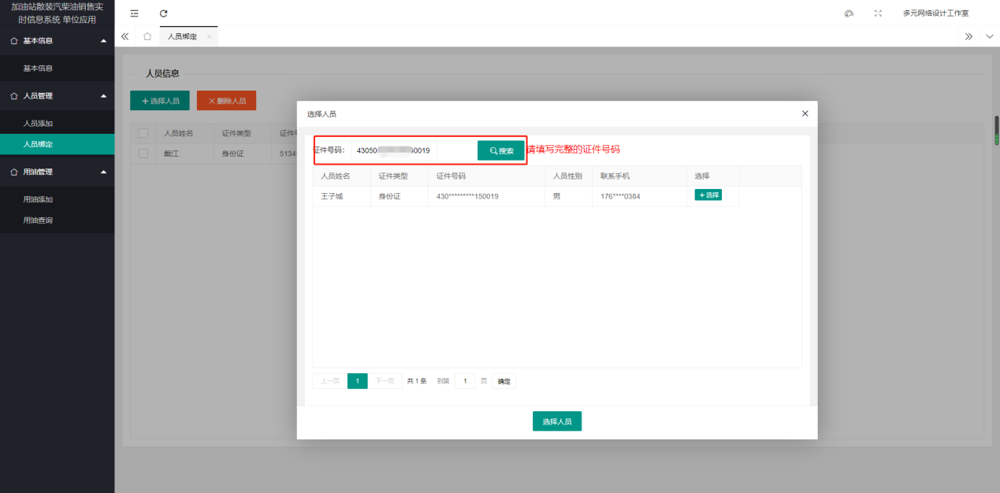 加油站散装汽柴油销售实
时信息系统 单位应用
多元网络设计工作室
基本信息
人员绑定
基本信息
人员管理
人员添加
人员绑定
用油管理
用油添加
用油查询
人员信息
选择人员
删除人员
人员姓名 证件类型 证件
戴江 身份证 5134
选择人员
证件号码: 43050 50019 搜索 请填写完整的证件号码
人员姓名 证件类型 证件号码 人员性别 联系手机 选择
王子城 身份证 430*********150019 男 176****0384 +选择
上一页 1 下一页 共 1 条 到第 1 页 确定
选择人员